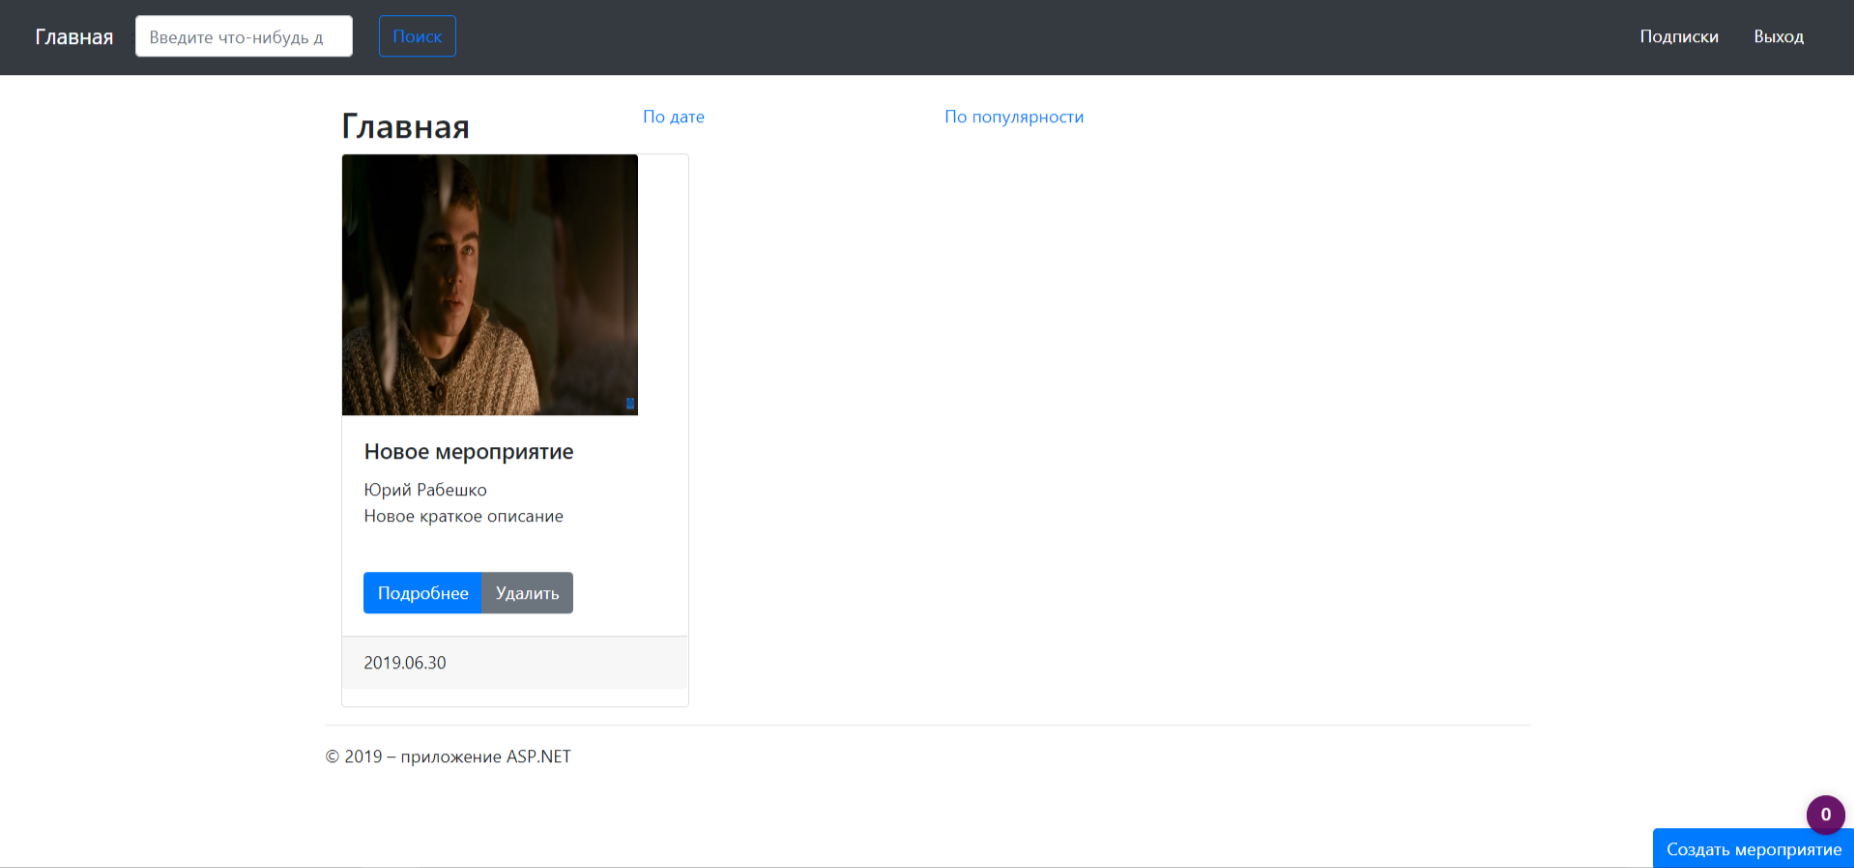 Главная
Введите что-нибудь д
Поиск
Подписки
Выход
Главная
По дате
По популярности
Новое мероприятие
Юрий Рабешко
Новое краткое описание
Подробнее
Удалить
2019.06.30
© 2019 – приложение ASP.NET
0
Создать мероприятие